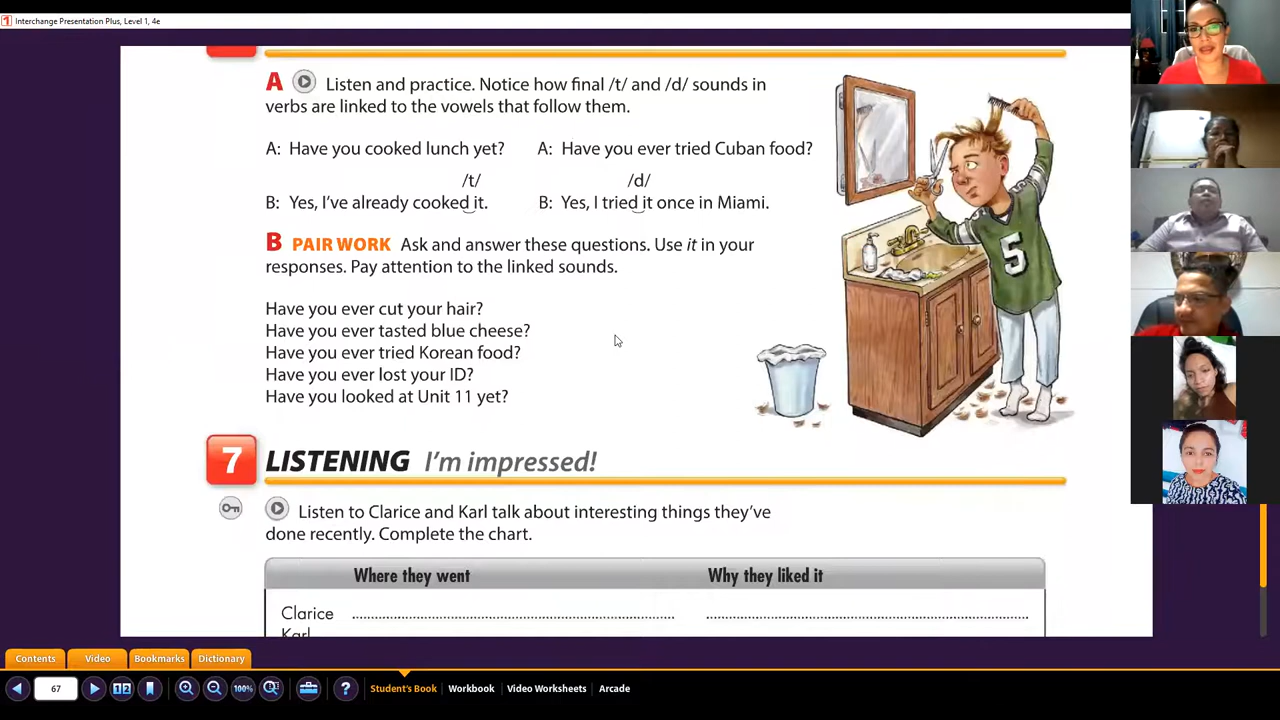 Interchange Presentation Plus, Level 1, 4e
A Listen and practice. Notice how final /t/ and /d/ sounds in
verbs are linked to the vowels that follow them.
A: Have you cooked lunch yet?
/t/
B: Yes, I've already cooked it.
A: Have you ever tried Cuban food?
/d/
B: Yes, I tried it once in Miami.
B PAIR WORK Ask and answer these questions. Use it in your
responses. Pay attention to the linked sounds.
Have you ever cut your hair?
Have you ever tasted blue cheese?
Have you ever tried Korean food?
Have you ever lost your ID?
Have you looked at Unit 11 yet?
5
7 LISTENING I'm impressed!
Listen to Clarice and Karl talk about interesting things they've
done recently. Complete the chart.
Where they went Why they liked it
Clarice
Karl
Contents Video Bookmarks Dictionary
67 12 100% ? Student's Book Workbook Video Worksheets Arcade